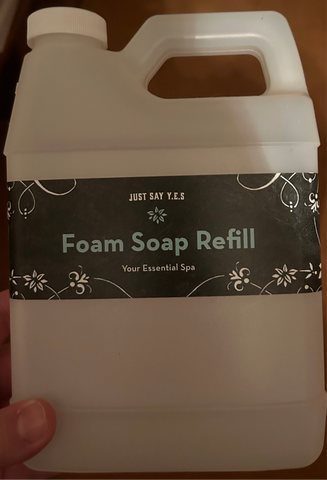 JUST SAY Y.E.S
Foam Soap Refill
Your Essential Spa